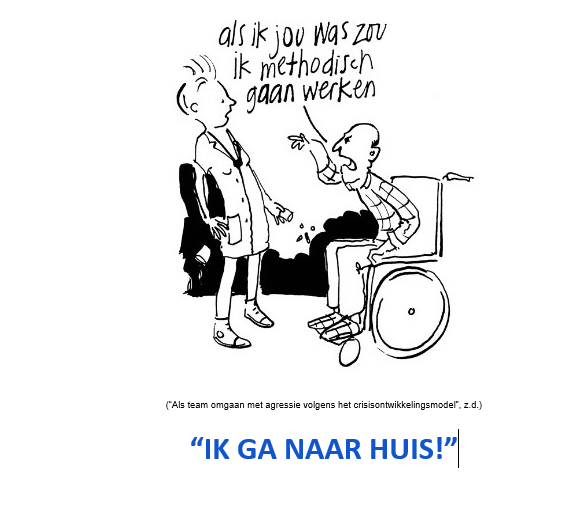 als ik jou was zou
ik methodisch
gaan werken
("Als team omgaan met agressie volgens het crisisontwikkelingsmodel", z.d.)
“IK GA NAAR HUIS!”